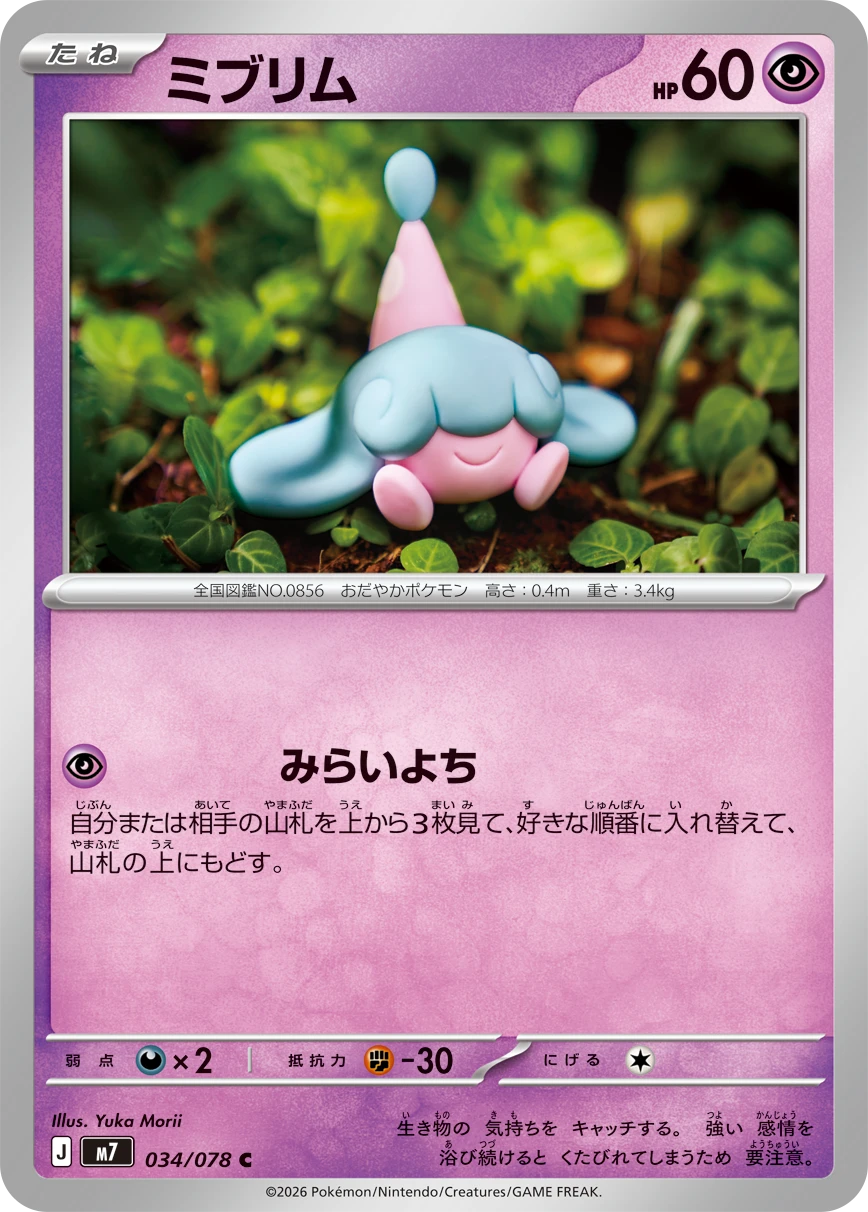 たね
ミブリム
HP60
全国図鑑NO.0856 おだやかポケモン 高さ:0.4m 重さ:3.4kg
みらいよち
自分または相手の山札を上から3枚見て、好きな順番に入れ替えて、
山札の上にもどす。
弱点 ×2 抵抗力 -30 にげる
Illus. Yuka Morii
生き物の 気持ちを キャッチする。 強い 感情を
浴び続けると くたびれてしまうため 要注意。
J m7 034/078 C
©2026 Pokémon/Nintendo/Creatures/GAME FREAK.